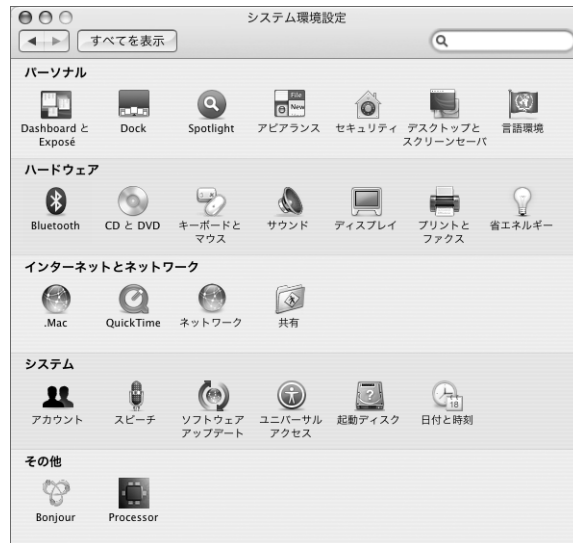 システム環境設定
すべてを表示
パーソナル
Dashboard と
Exposé
Dock
Spotlight
アピアランス
セキュリティ
デスクトップと
スクリーンセーバ
言語環境
ハードウェア
Bluetooth
CD と DVD
キーボードと
マウス
サウンド
ディスプレイ
プリントと
ファクス
省エネルギー
インターネットとネットワーク
.Mac
QuickTime
ネットワーク
共有
システム
アカウント
スピーチ
ソフトウェア
アップデート
ユニバーサル
アクセス
起動ディスク
日付と時刻
その他
Bonjour
Processor
File
New
18